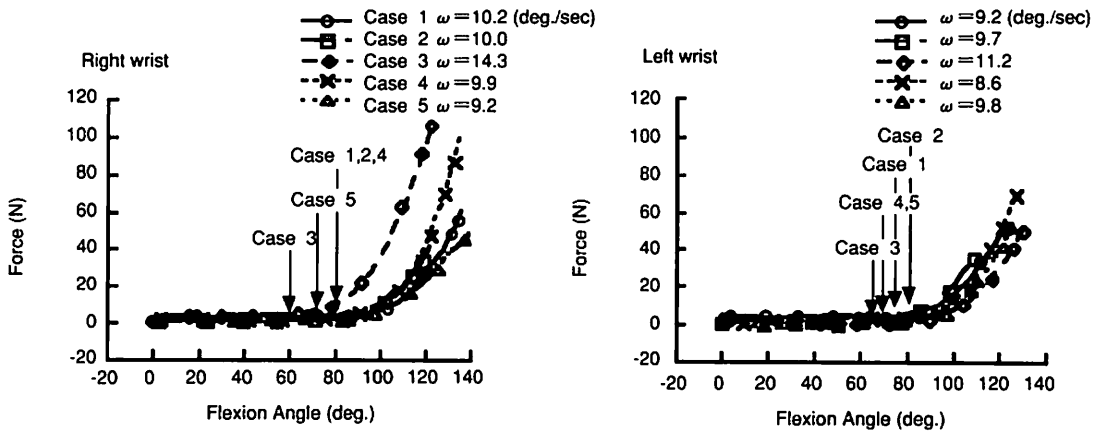 Case 1 ω=10.2 (deg./sec)
Case 2 ω=10.0
Case 3 ω=14.3
Case 4 ω=9.9
Case 5 ω=9.2
Right wrist
120
100
80
60
40
20
0
20
Force (N)
Case 1,2,4
Case 5
Case 3
-20 0 20 40 60 80 100 120 140
Flexion Angle (deg.)
ω=9.2 (deg./sec)
ω=9.7
ω=11.2
ω=8.6
ω=9.8
Left wrist
120
100
80
60
40
20
0
20
Force (N)
Case 2
Case 1
Case 4,5
Case 3
-20 0 20 40 60 80 100 120 140
Flexion Angle (deg.)